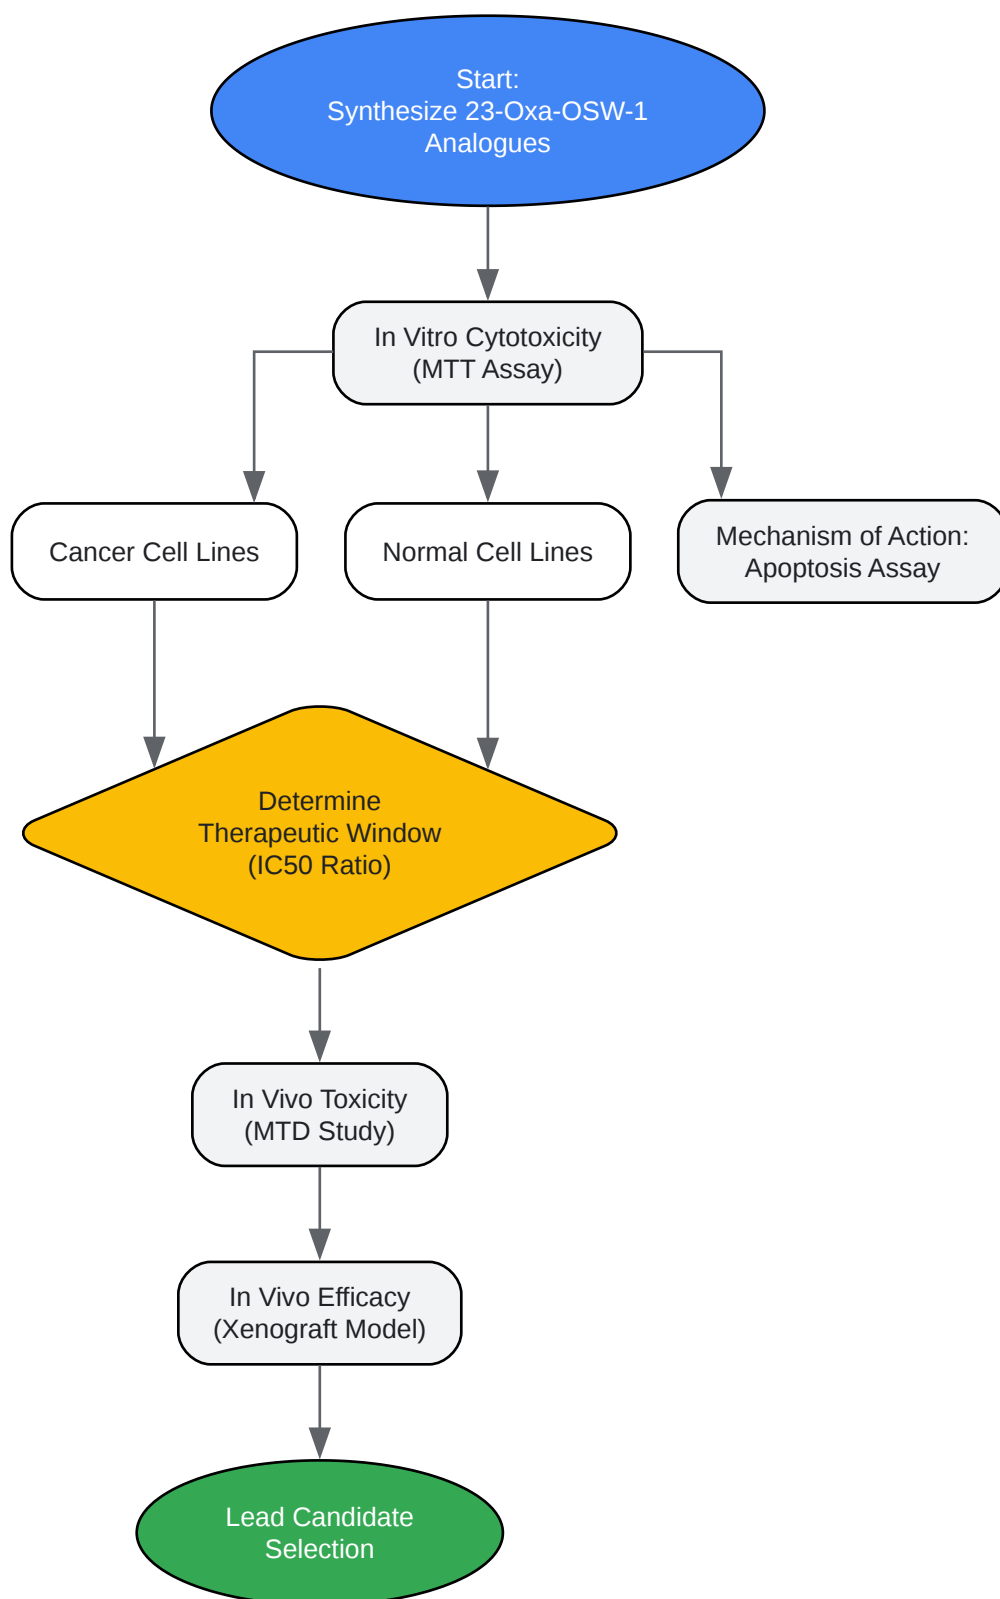 Start:
Synthesize 23-Oxa-OSW-1
Analogues
In Vitro Cytotoxicity
(MTT Assay)
Cancer Cell Lines
Normal Cell Lines
Mechanism of Action:
Apoptosis Assay
Determine
Therapeutic Window
(IC50 Ratio)
In Vivo Toxicity
(MTD Study)
In Vivo Efficacy
(Xenograft Model)
Lead Candidate
Selection